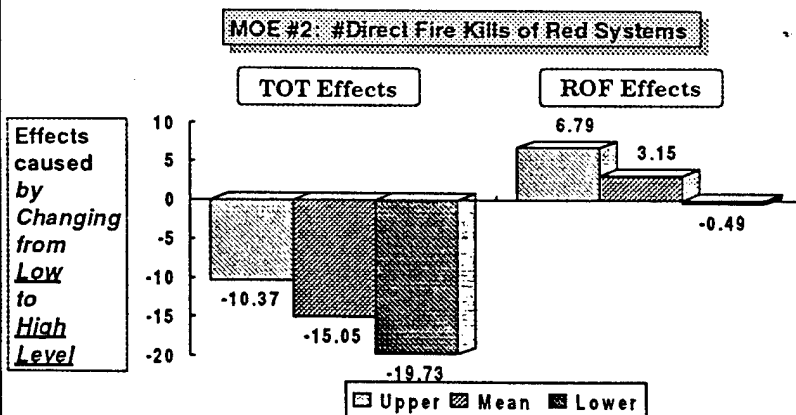 MOE #2: #Direct Fire Kills of Red Systems
TOT Effects
ROF Effects
Effects
caused
by
Changing
from
Low
to
High
Level
10
5
0
-5
-10
-15
-20
-10.37
-15.05
-19.73
6.79
3.15
-0.49
Upper Mean Lower